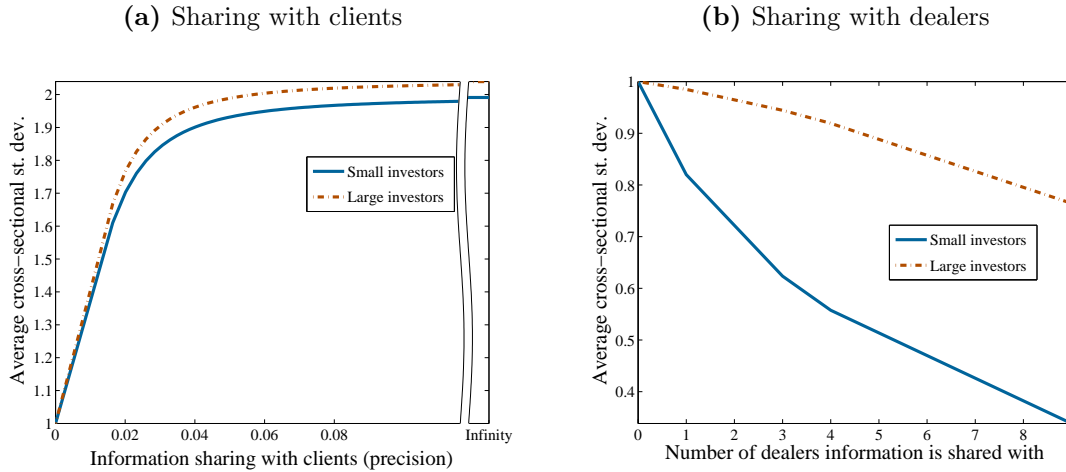 (a) Sharing with clients
Average cross−sectional st. dev.
2
1.9
1.8
1.7
1.6
1.5
1.4
1.3
1.2
1.1
1
Small investors
Large investors
0
0.02
0.04
0.06
0.08
Infinity
Information sharing with clients (precision)
(b) Sharing with dealers
Average cross−sectional st. dev.
1
0.9
0.8
0.7
0.6
0.5
0.4
Small investors
Large investors
0
1
2
3
4
5
6
7
8
Number of dealers information is shared with